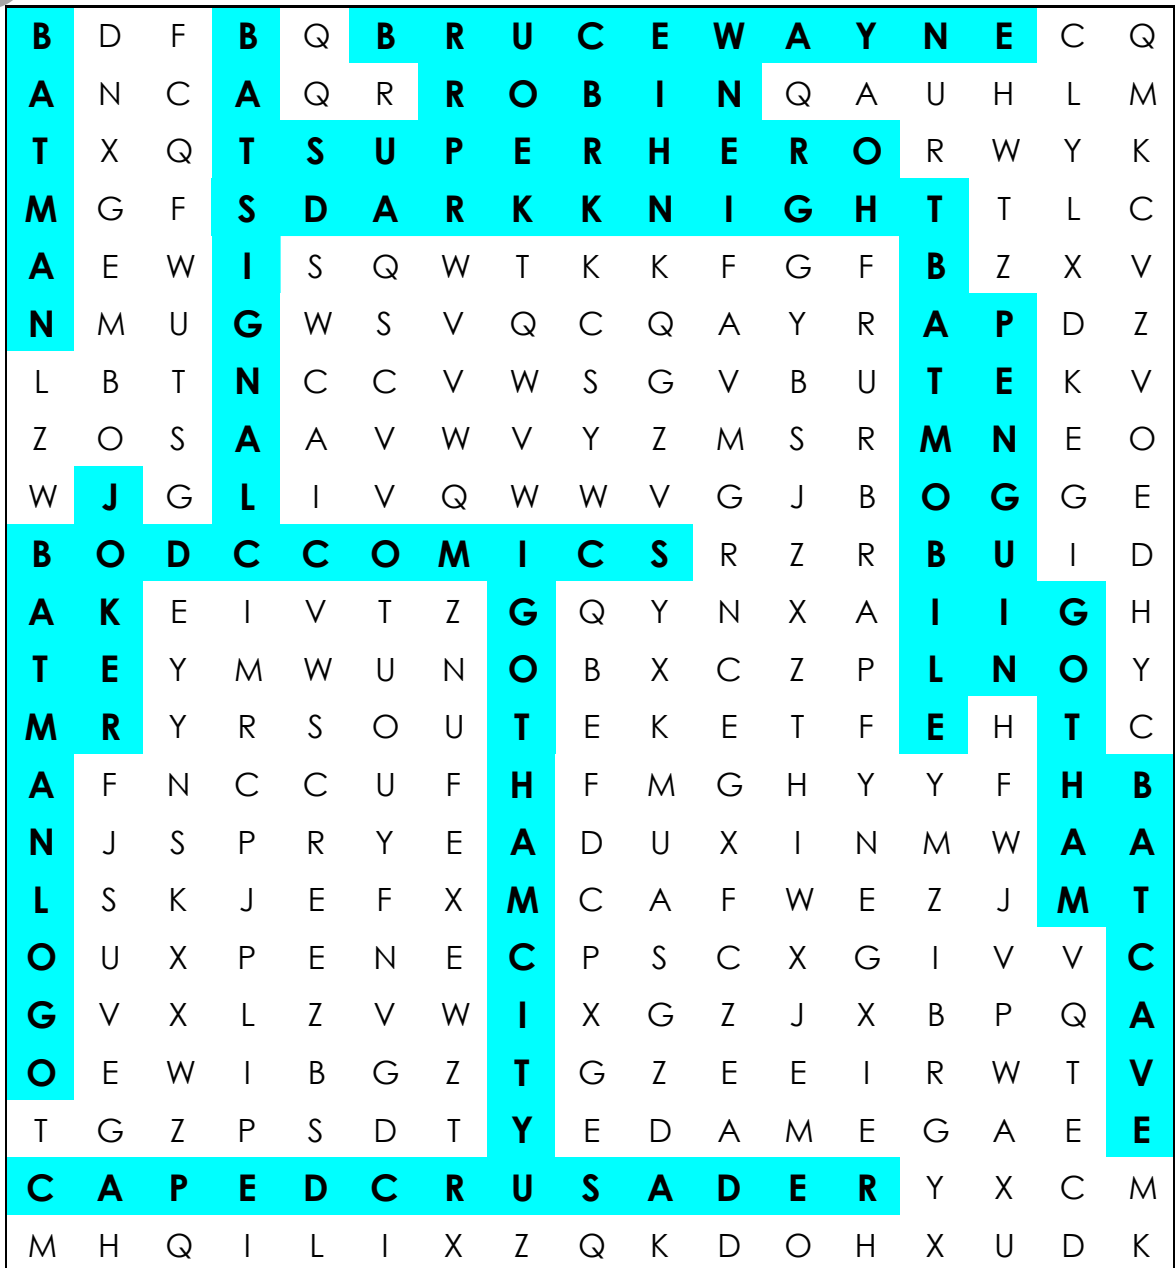 B D F B Q B R U C E W A Y N E C Q
A N C A Q R R O B I N Q A U H L M
T X Q T S U P E R H E R O R W Y K
M G F S D A R K K N I G H T T L C
A E W I S Q W T K K F G F B Z X V
N M U G W S V Q C Q A Y R A P D Z
L B T N C C V W S G V B U T E K V
Z O S A A V W V Y Z M S R M N E O
W J G L I V Q W W V G J B O G G E
B O D C C O M I C S R Z R B U I D
A K E I V T Z G Q Y N X A I I G H
T E Y M W U N O B X C Z P L N O Y
M R Y R S O U T E K E T F E H T C
A F N C C U F H F M G H Y Y F H B
N J S P R Y E A D U X I N M W A A
L S K J E F X M C A F W E Z J M T
O U X P E N E C P S C X G I V V C
G V X L Z V W I X G Z J X B P Q A
O E W I B G Z T G Z E E I R W T V
T G Z P S D T Y E D A M E G A E E
C A P E D C R U S A D E R Y X C M
M H Q I L I X Z Q K D O H X U D K